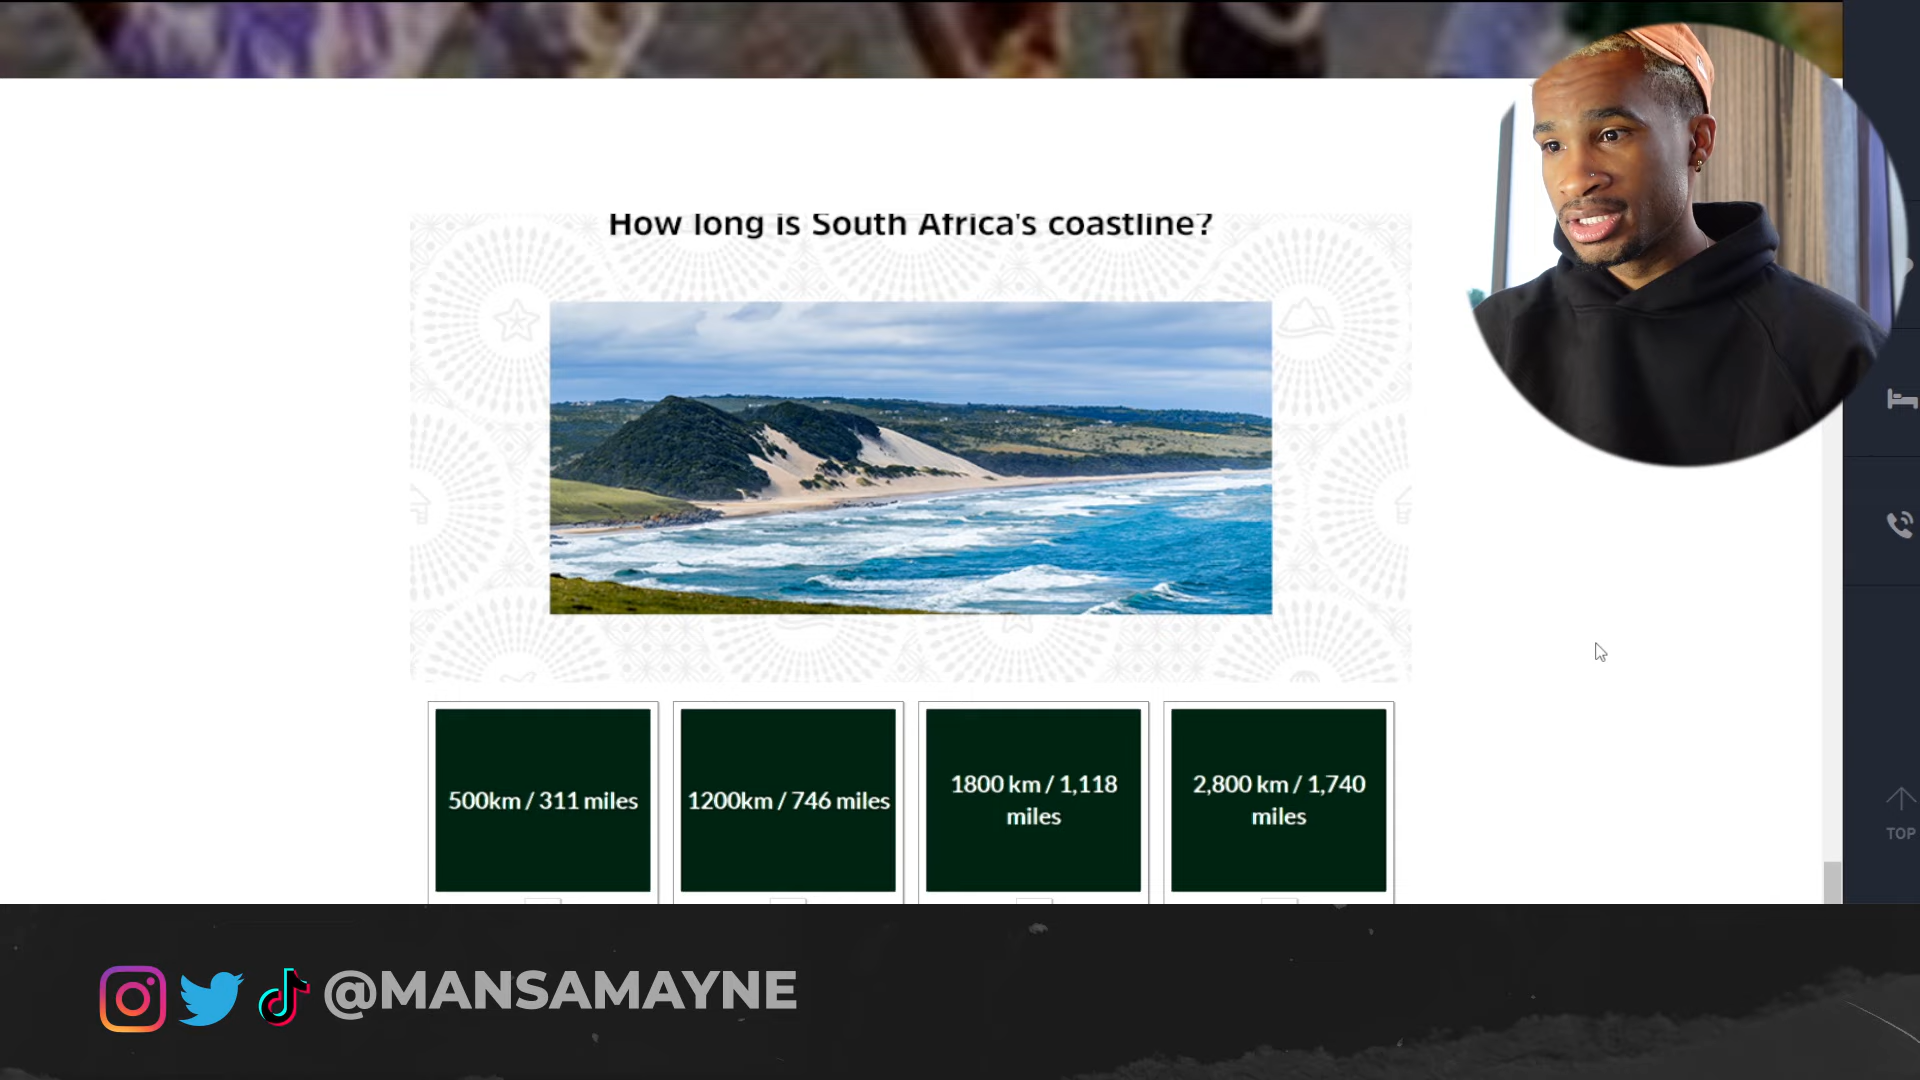 How long is South Africa's coastline?
500km / 311 miles
1200km / 746 miles
1800 km / 1,118
miles
2,800 km / 1,740
miles
TOP
@MANSAMAYNE